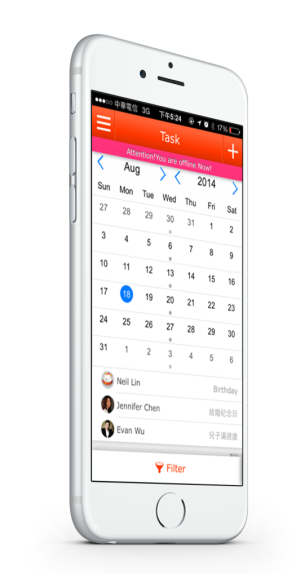 中華電信 3G 下午5:24 17%
Task
Attention!You are offline Now!
Aug 2014
Sun Mon Tue Wed Thu Fri Sat
27 28 29 30 31 1 2
3 4 5 6 7 8 9
10 11 12 13 14 15 16
17 18 19 20 21 22 23
24 25 26 27 28 29 30
31 1 2 3 4 5 6
Neil Lin Birthday
Jennifer Chen 結婚紀念日
Evan Wu 兒子滿週歲
Filter